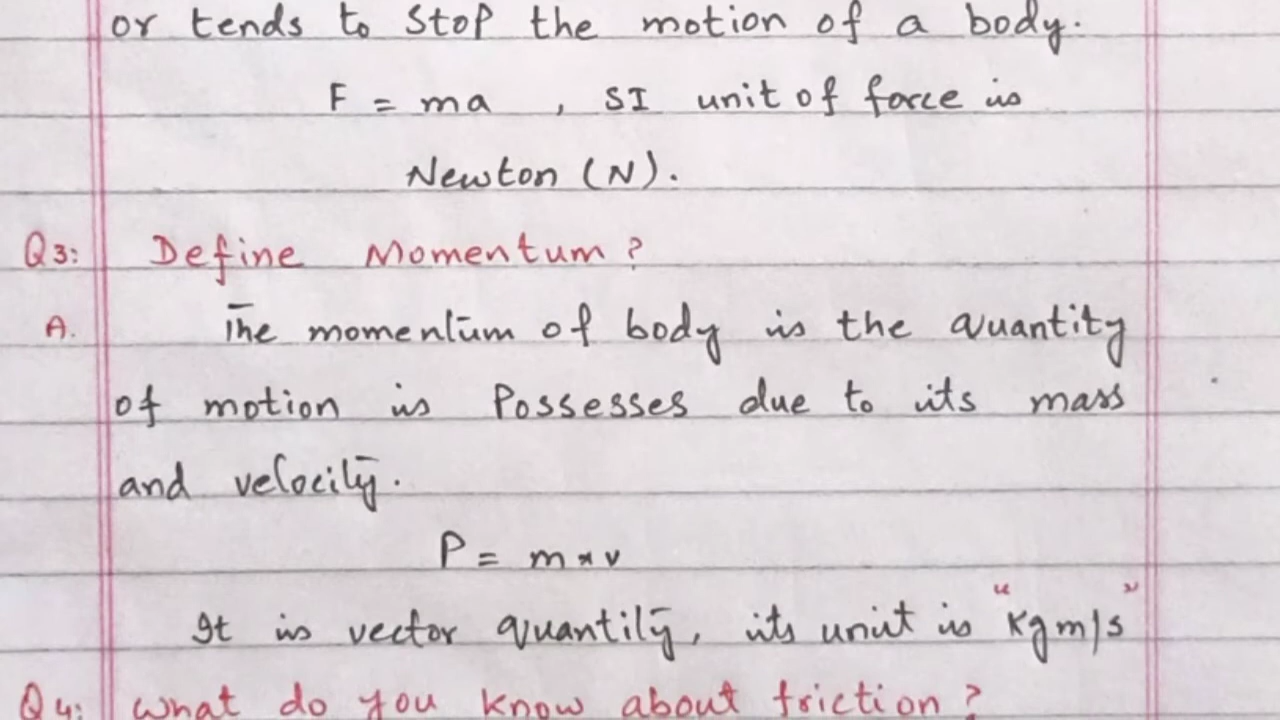 or tends to Stop the motion of a body.
F = ma , SI unit of force is
Newton (N).
Q3: Define Momentum?
A. The momentum of body is the quantity
of motion is Possesses due to its mass
and velocity.
P = m × v
It is vector quantity, its unit is "Kgm/s"
Q4: What do you know about friction?